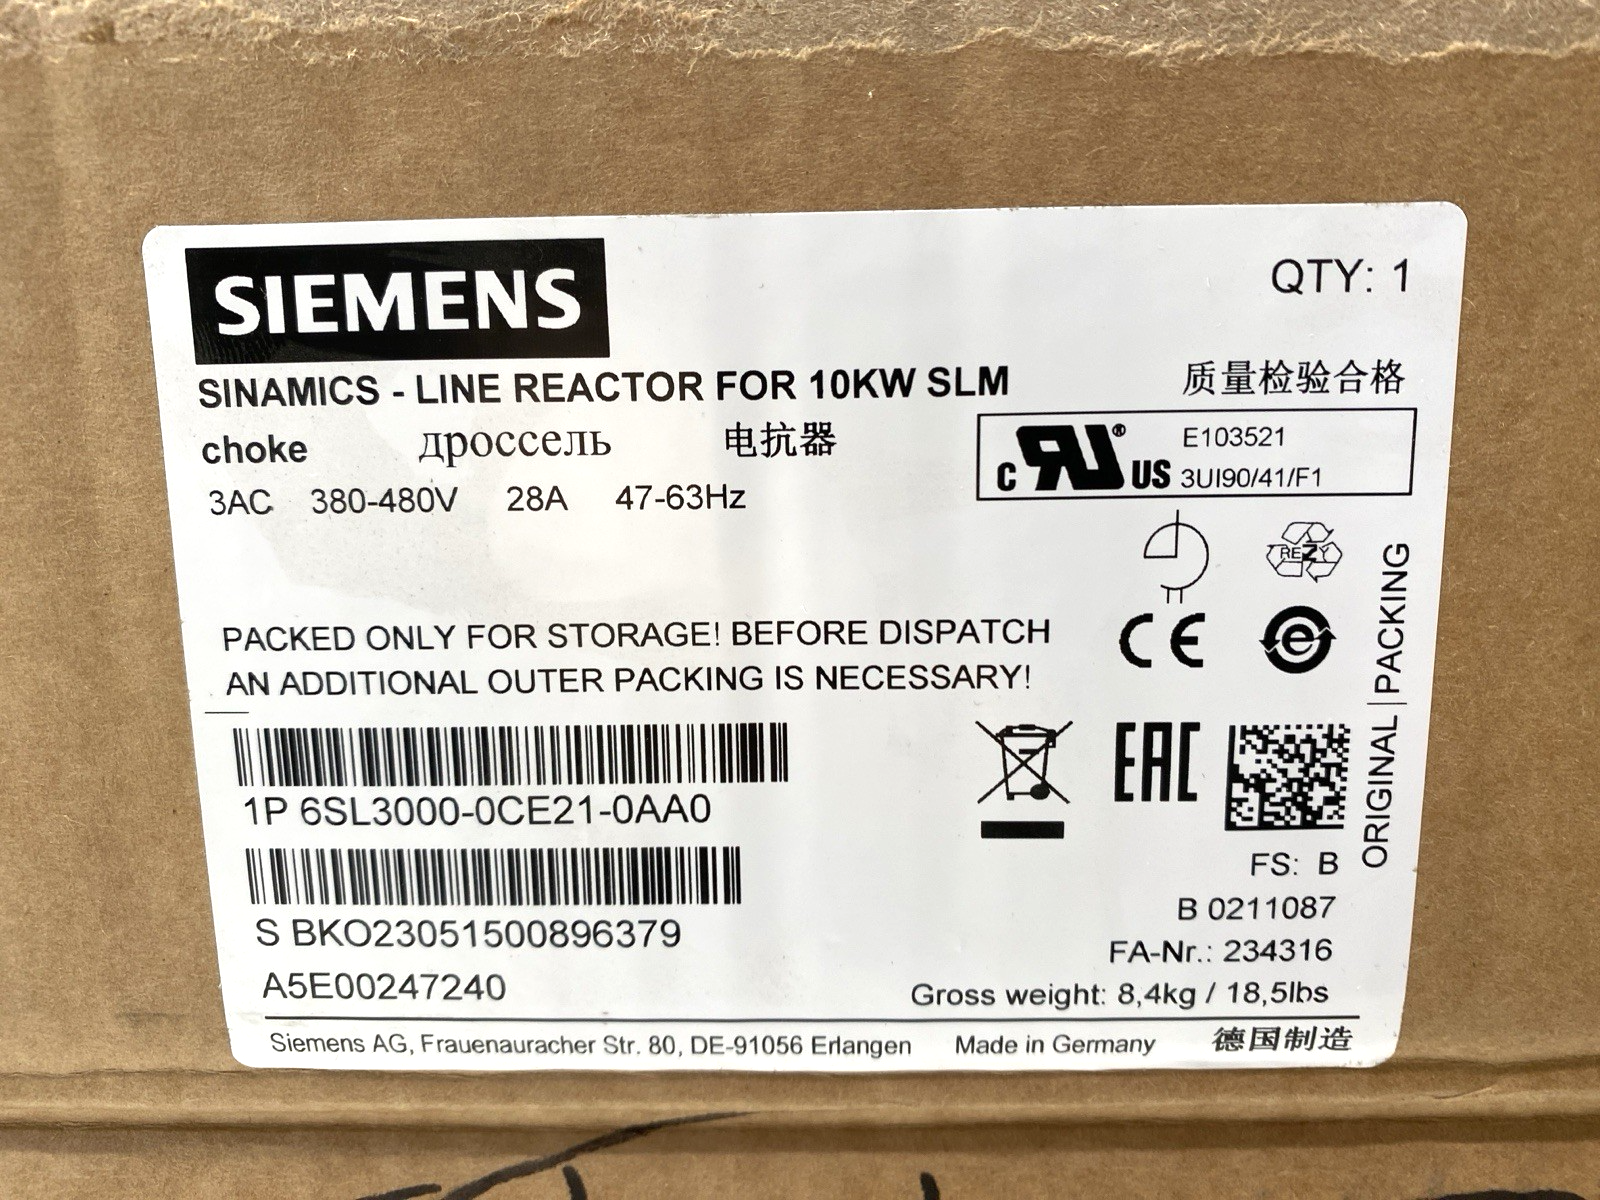 SIEMENS
QTY: 1
SINAMICS - LINE REACTOR FOR 10KW SLM
质量检验合格
choke дроссель 电抗器
c RU® US E103521
3UI90/41/F1
3AC 380-480V 28A 47-63Hz
REZY
PACKED ONLY FOR STORAGE! BEFORE DISPATCH
AN ADDITIONAL OUTER PACKING IS NECESSARY!
CE
e
ORIGINAL | PACKING
EAC
1P 6SL3000-0CE21-0AA0
S BKO23051500896379
A5E00247240
FS: B
B 0211087
FA-Nr.: 234316
Gross weight: 8,4kg / 18,5lbs
Siemens AG, Frauenauracher Str. 80, DE-91056 Erlangen Made in Germany 德国制造